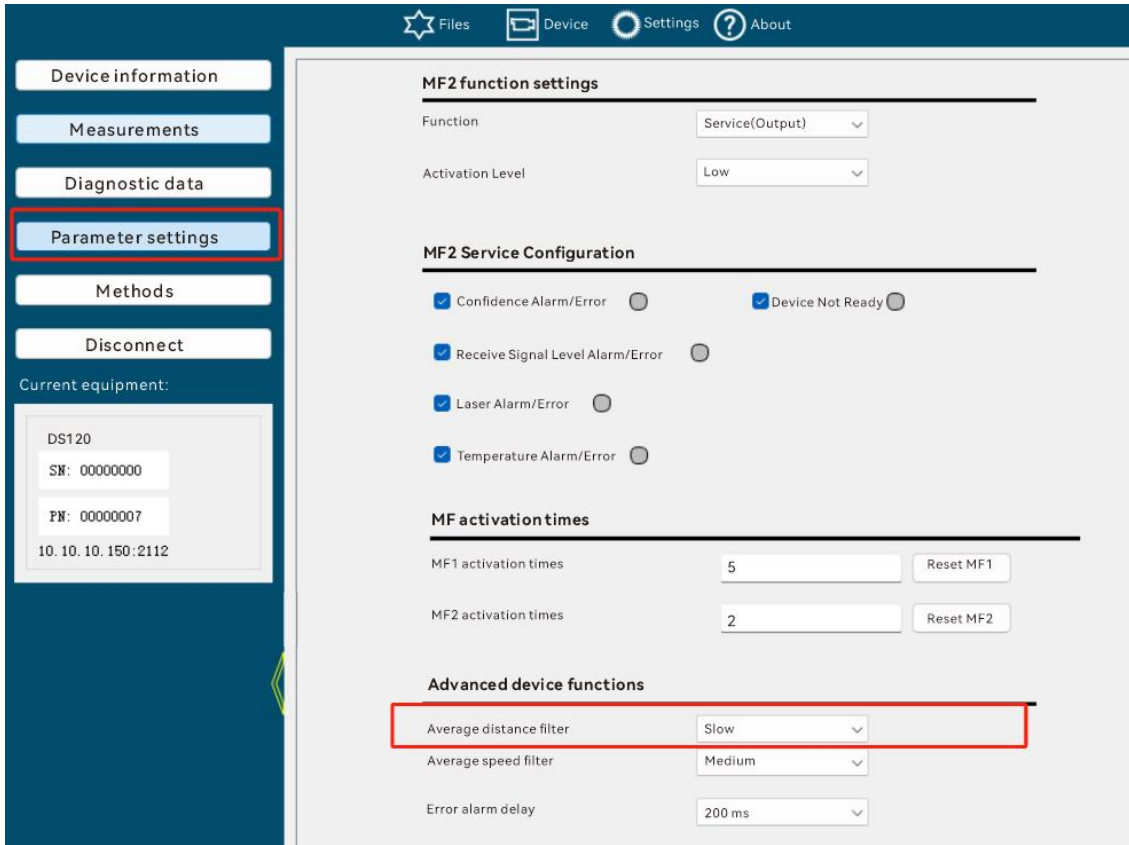 Files Device Settings About
Device information
Measurements
Diagnostic data
Parameter settings
Methods
Disconnect
Current equipment:
DS120
SN: 00000000
PN: 00000007
10.10.10.150:2112
MF2 function settings
Function Service(Output)
Activation Level Low
MF2 Service Configuration
Confidence Alarm/Error Device Not Ready
Receive Signal Level Alarm/Error
Laser Alarm/Error
Temperature Alarm/Error
MF activation times
MF1 activation times 5 Reset MF1
MF2 activation times 2 Reset MF2
Advanced device functions
Average distance filter Slow
Average speed filter Medium
Error alarm delay 200 ms